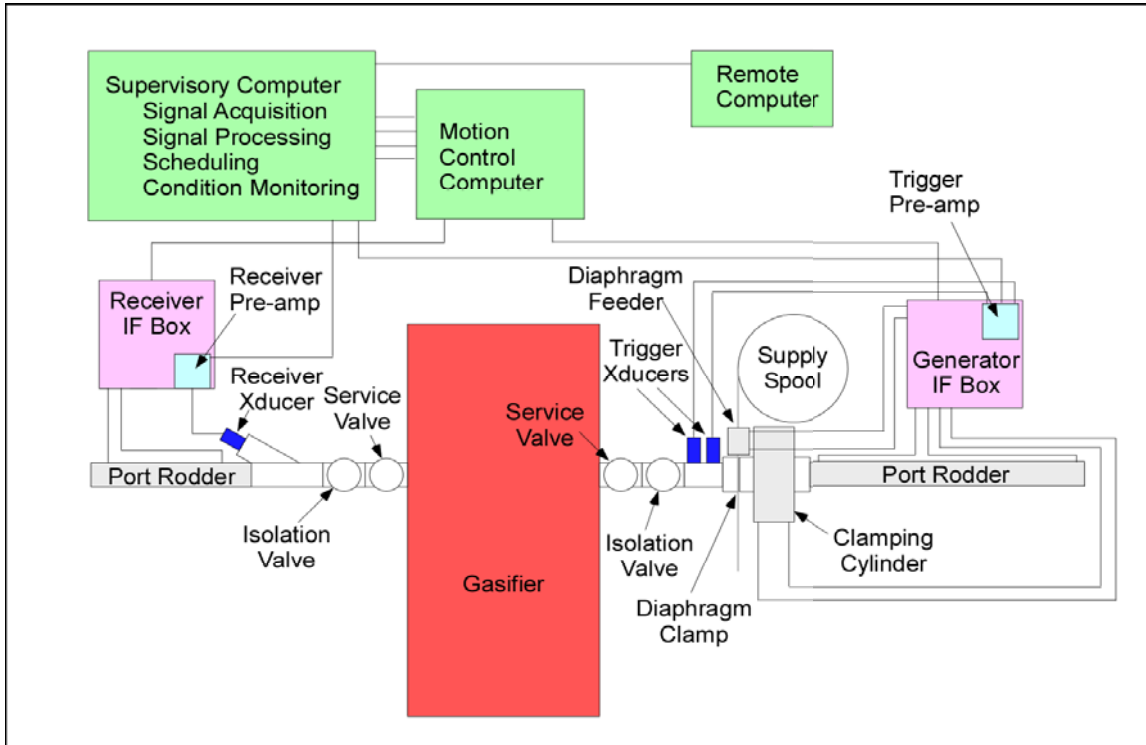 Supervisory Computer
Signal Acquisition
Signal Processing
Scheduling
Condition Monitoring
Motion
Control
Computer
Remote
Computer
Trigger
Pre-amp
Receiver
IF Box
Receiver
Pre-amp
Receiver
Xducer
Service
Valve
Port Rodder
Isolation
Valve
Gasifier
Service
Valve
Isolation
Valve
Diaphragm
Feeder
Trigger
Xducers
Supply
Spool
Generator
IF Box
Port Rodder
Clamping
Cylinder
Diaphragm
Clamp